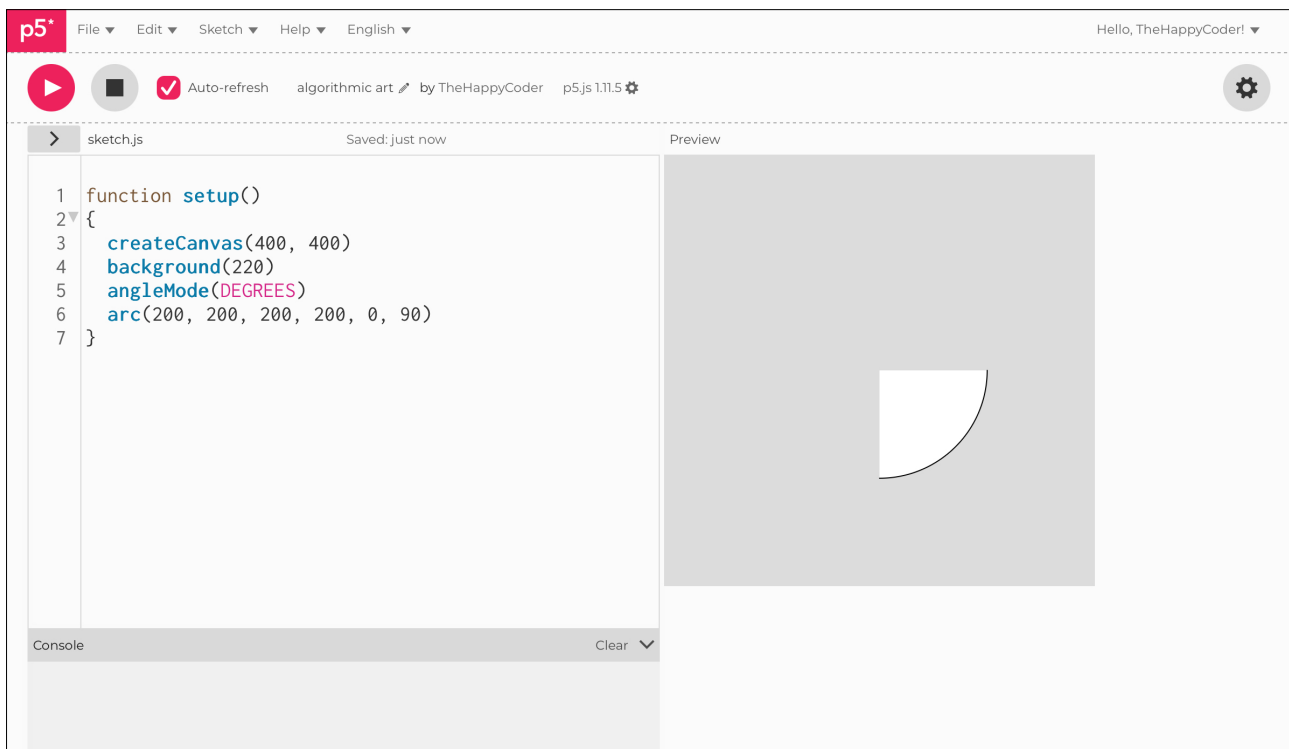 p5* File Edit Sketch Help English Hello, TheHappyCoder!
Auto-refresh algorithmic art by TheHappyCoder p5.js 1.11.5
sketch.js Saved: just now Preview
1 function setup()
2 {
3 createCanvas(400, 400)
4 background(220)
5 angleMode(DEGREES)
6 arc(200, 200, 200, 200, 0, 90)
7 }
Console Clear